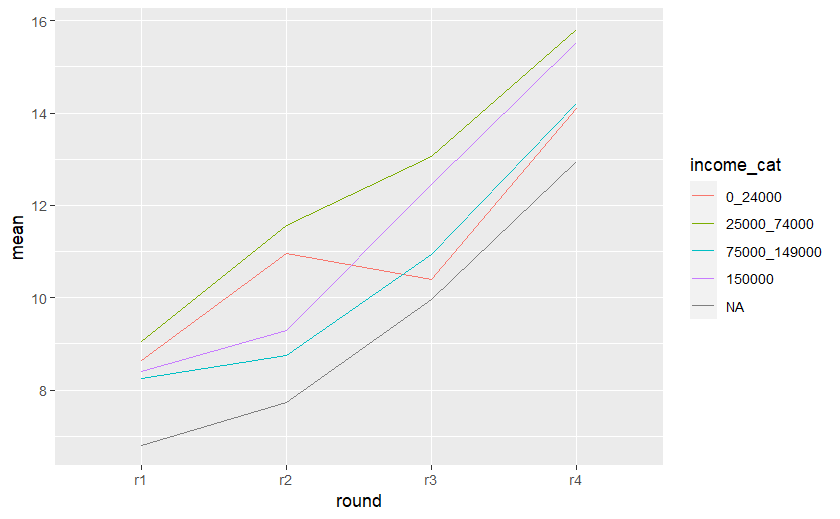 16
14
12
10
8
mean
r1
r2
r3
r4
round
income_cat
0_24000
25000_74000
75000_149000
150000
NA